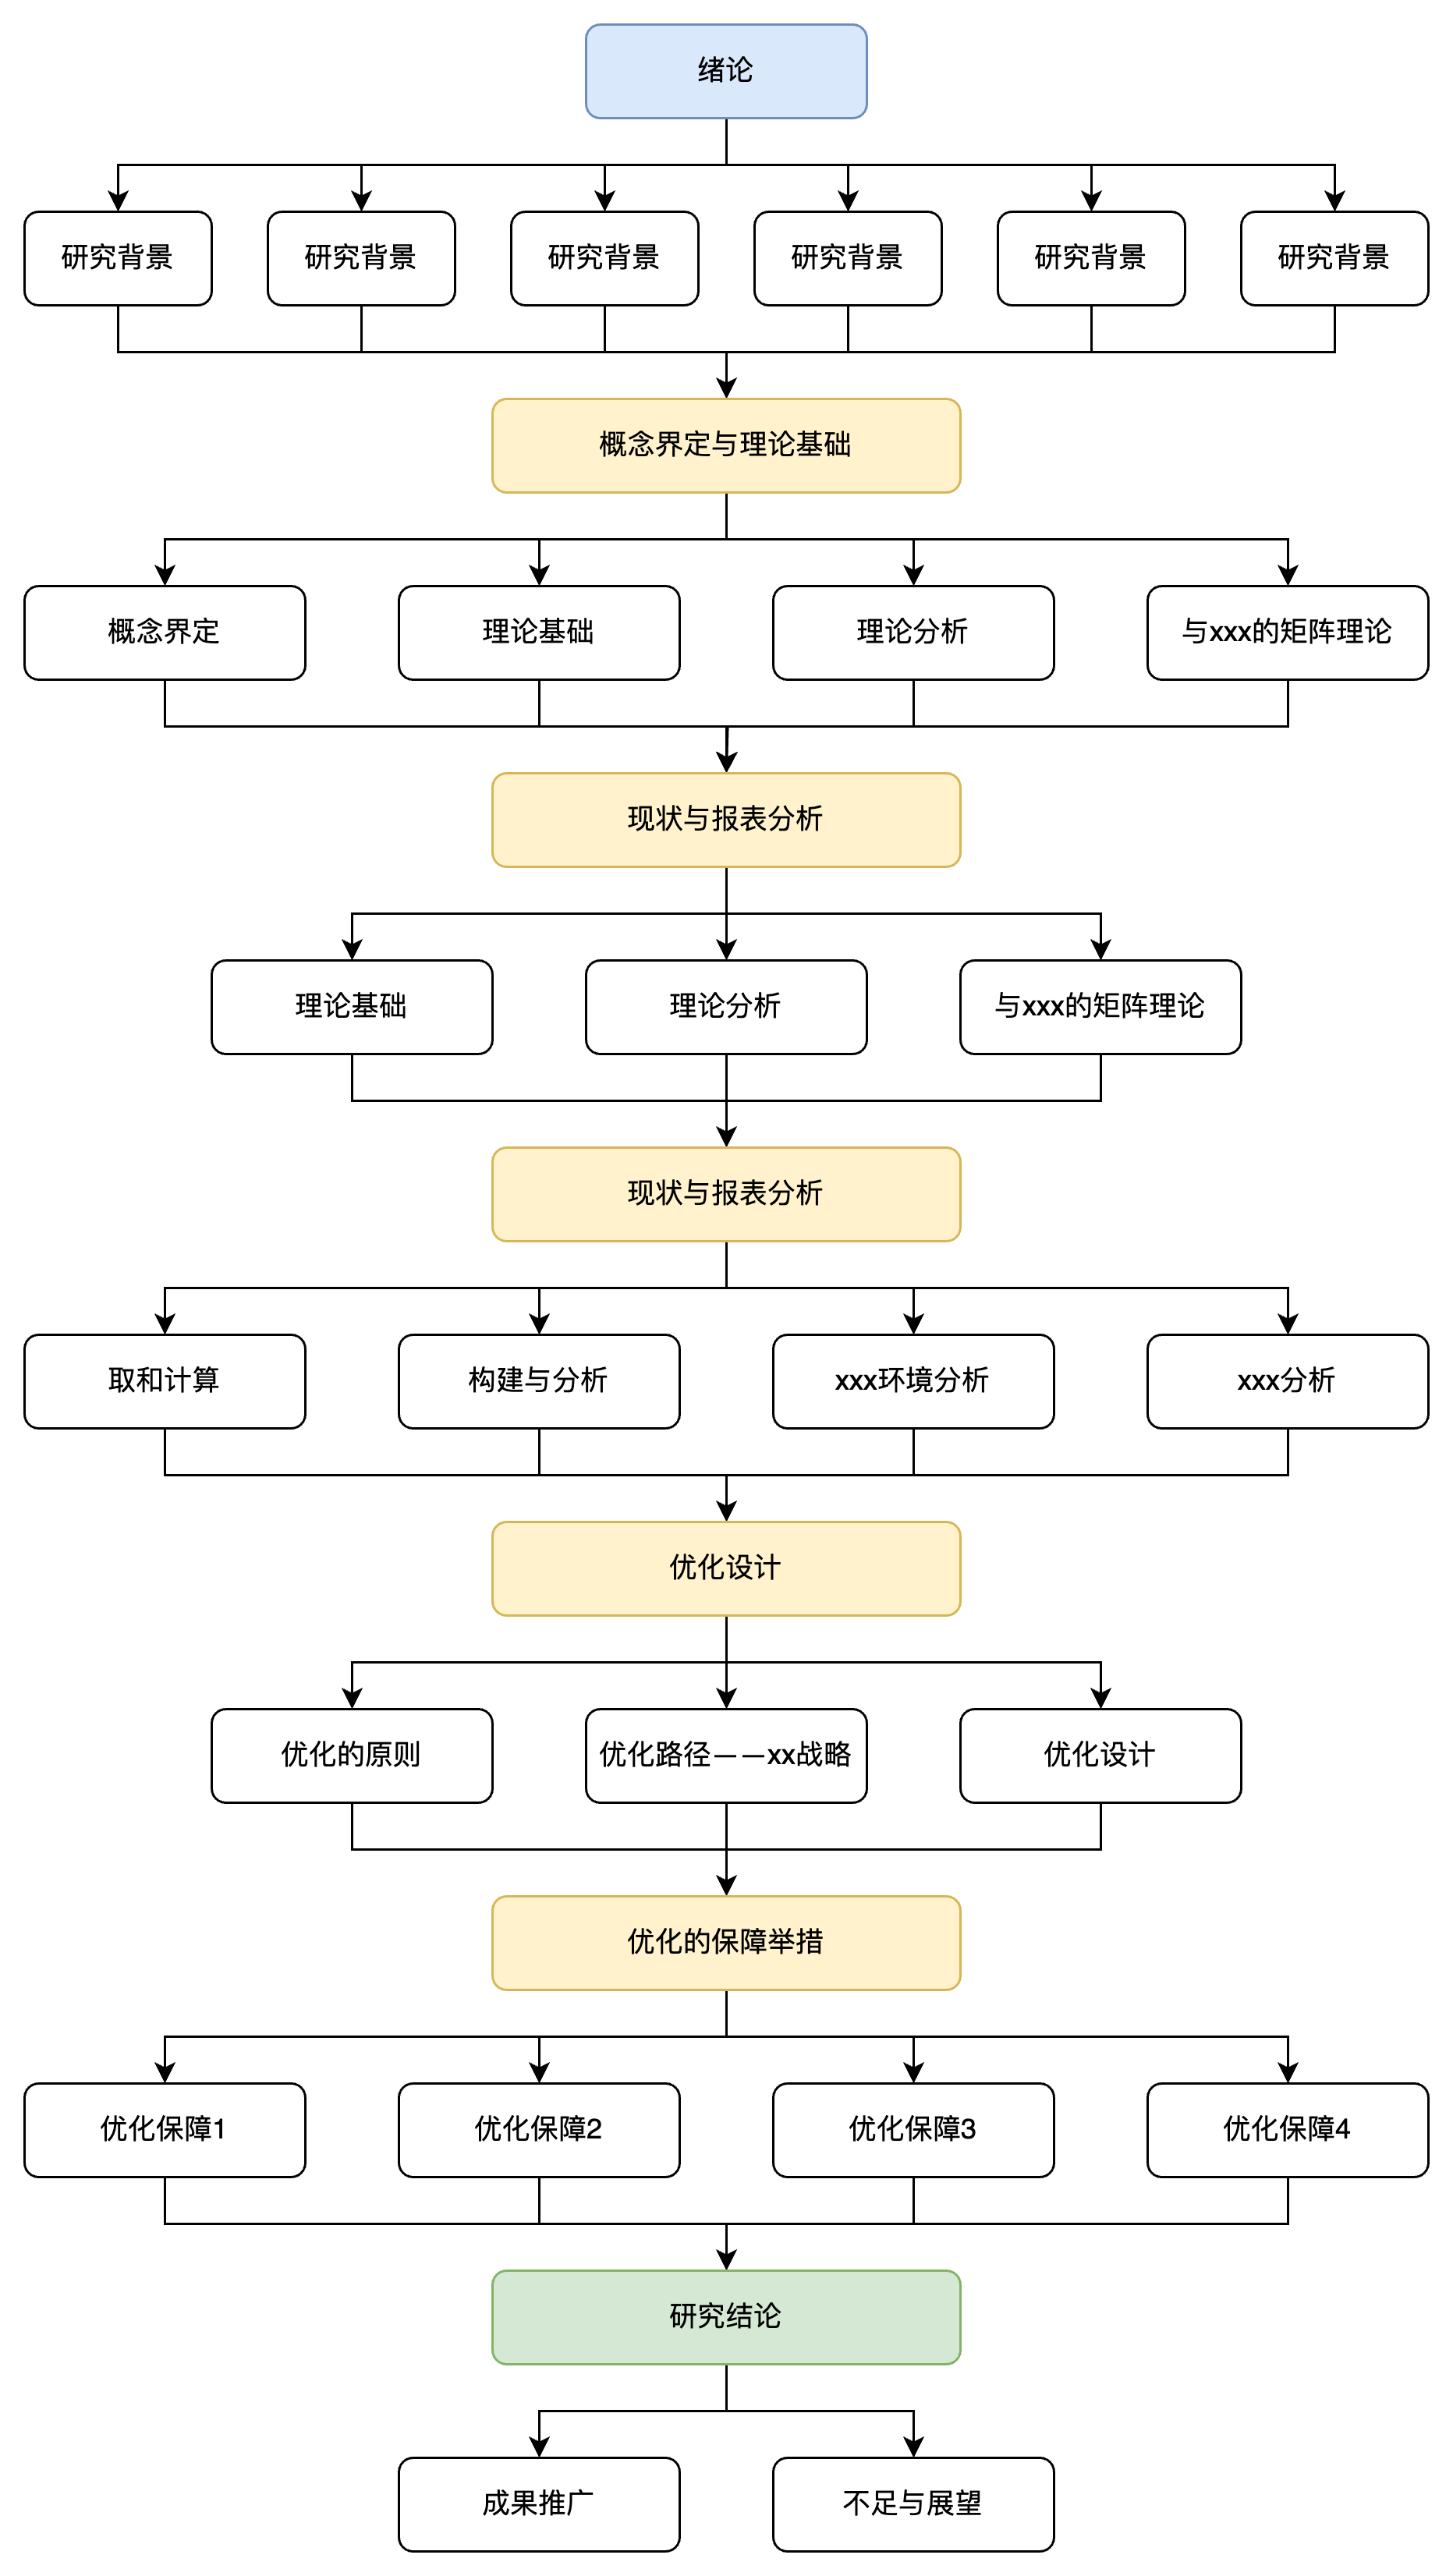 绪论
研究背景
研究背景
研究背景
研究背景
研究背景
研究背景
概念界定与理论基础
概念界定
理论基础
理论分析
与xxx的矩阵理论
现状与报表分析
理论基础
理论分析
与xxx的矩阵理论
现状与报表分析
取和计算
构建与分析
xxx环境分析
xxx分析
优化设计
优化的原则
优化路径——xx战略
优化设计
优化的保障举措
优化保障1
优化保障2
优化保障3
优化保障4
研究结论
成果推广
不足与展望